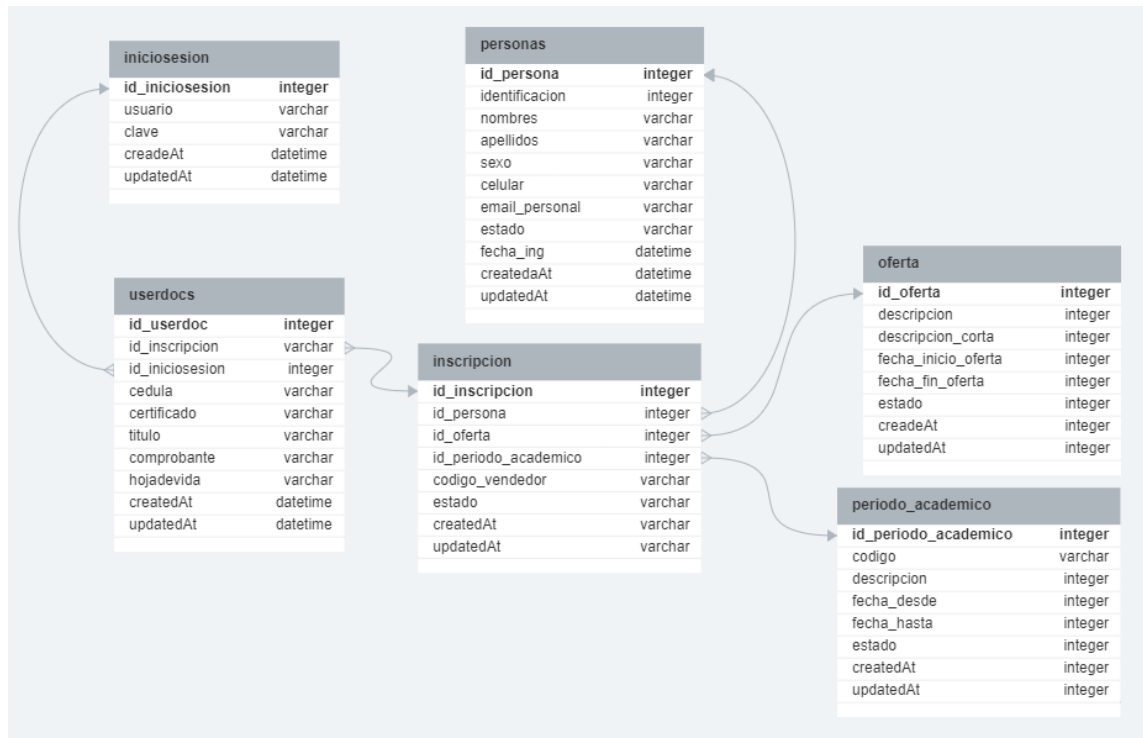 iniciosesion
id_iniciosesion integer
usuario varchar
clave varchar
creadeAt datetime
updatedAt datetime
personas
id_persona integer
identificacion integer
nombres varchar
apellidos varchar
sexo varchar
celular varchar
email_personal varchar
estado varchar
fecha_ing datetime
createdaAt datetime
updatedAt datetime
userdocs
id_userdoc integer
id_inscripcion varchar
id_iniciosesion integer
cedula varchar
certificado varchar
titulo varchar
comprobante varchar
hojadevida varchar
createdAt datetime
updatedAt datetime
inscripcion
id_inscripcion integer
id_persona integer
id_oferta integer
id_periodo_academico integer
codigo_vendedor varchar
estado varchar
createdAt varchar
updatedAt varchar
oferta
id_oferta integer
descripcion integer
descripcion_corta integer
fecha_inicio_oferta integer
fecha_fin_oferta integer
estado integer
creadeAt integer
updatedAt integer
periodo_academico
id_periodo_academico integer
codigo varchar
descripcion integer
fecha_desde integer
fecha_hasta integer
estado integer
createdAt integer
updatedAt integer